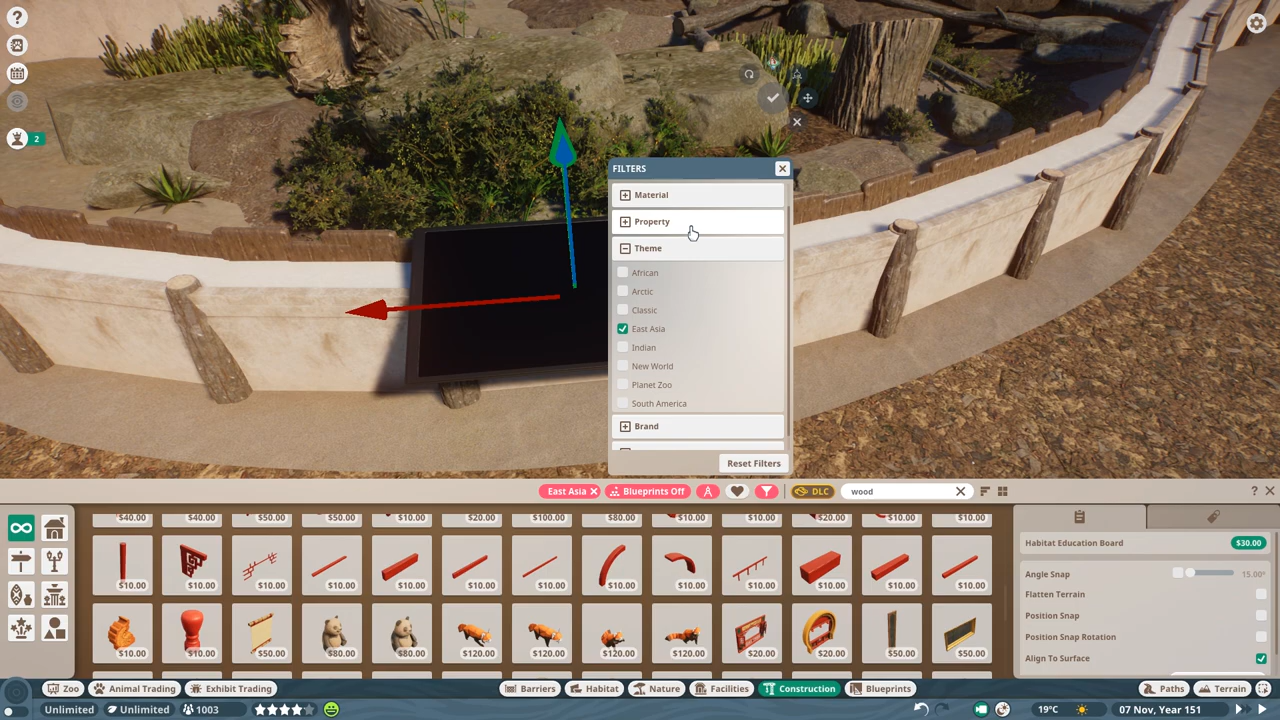 ?
2
FILTERS
Material
Property
Theme
African
Arctic
Classic
East Asia
Indian
New World
Planet Zoo
South America
Brand
Reset Filters
East Asia
Blueprints Off
DLC
wood
?
$40.00 $40.00 $50.00 $50.00 $10.00 $20.00 $100.00 $80.00 $10.00 $10.00 $20.00 $10.00 $10.00
$10.00 $10.00 $10.00 $10.00 $10.00 $10.00 $10.00 $10.00 $10.00 $10.00 $10.00 $10.00 $10.00
$10.00 $10.00 $50.00 $80.00 $80.00 $120.00 $120.00 $120.00 $120.00 $20.00 $20.00 $50.00 $50.00
Habitat Education Board $30.00
Angle Snap 15.00°
Flatten Terrain
Position Snap
Position Snap Rotation
Align To Surface
Zoo Animal Trading Exhibit Trading Barriers Habitat Nature Facilities Construction Blueprints Paths Terrain
Unlimited Unlimited 1003 19°C 07 Nov, Year 151